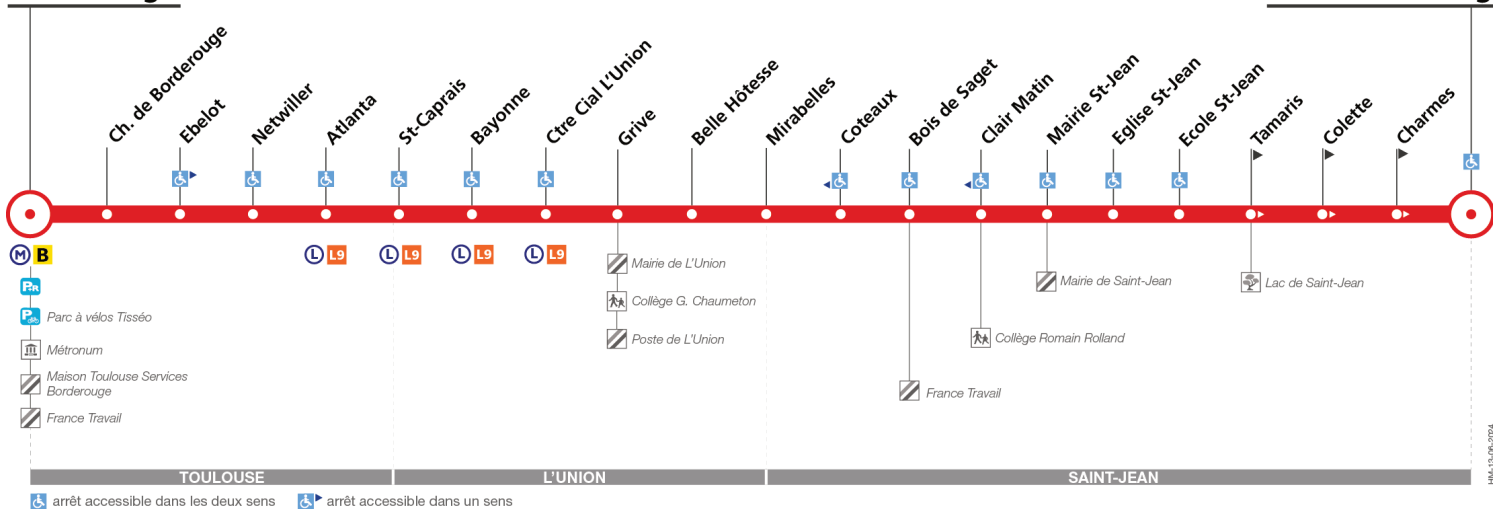 Ch. de Borderouge
Ebelot
Netwiller
Atlanta
St-Caprais
Bayonne
Ctre Cial L'Union
Grive
Belle Hôtesse
Mirabelles
Coteaux
Bois de Saget
Clair Matin
Mairie St-Jean
Eglise St-Jean
Ecole St-Jean
Tamaris
Colette
Charmes
M B
L L9
L L9
L L9
L L9
P+R
P
Parc à vélos Tisséo
Métronum
Maison Toulouse Services
Borderouge
France Travail
Mairie de L'Union
Collège G. Chaumeton
Poste de L'Union
France Travail
Collège Romain Rolland
Mairie de Saint-Jean
Lac de Saint-Jean
HM-12-06-2024
TOULOUSE
L'UNION
SAINT-JEAN
arrêt accessible dans les deux sens
arrêt accessible dans un sens